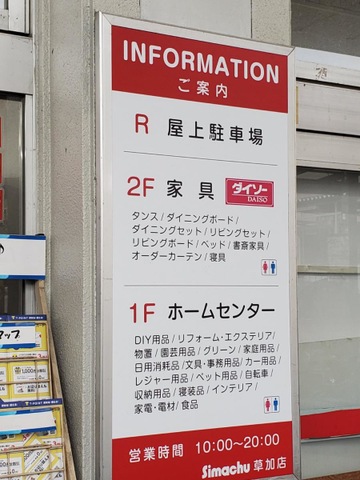 INFORMATION
ご案内
R 屋上駐車場
2F 家具 ダイソー
DAISO
タンス/ダイニングボード/
ダイニングセット/リビングセット/
リビングボード/ベッド/書斎家具/
オーダーカーテン/寝具
1F ホームセンター
DIY用品/リフォーム・エクステリア/
物置/園芸用品/グリーン/家庭用品/
日用消耗品/文具・事務用品/カー用品/
レジャー用品/ペット用品/自転車/
収納用品/寝装品/インテリア/
家電・電材/食品
営業時間 10:00~20:00
Simachu 草加店
マップ